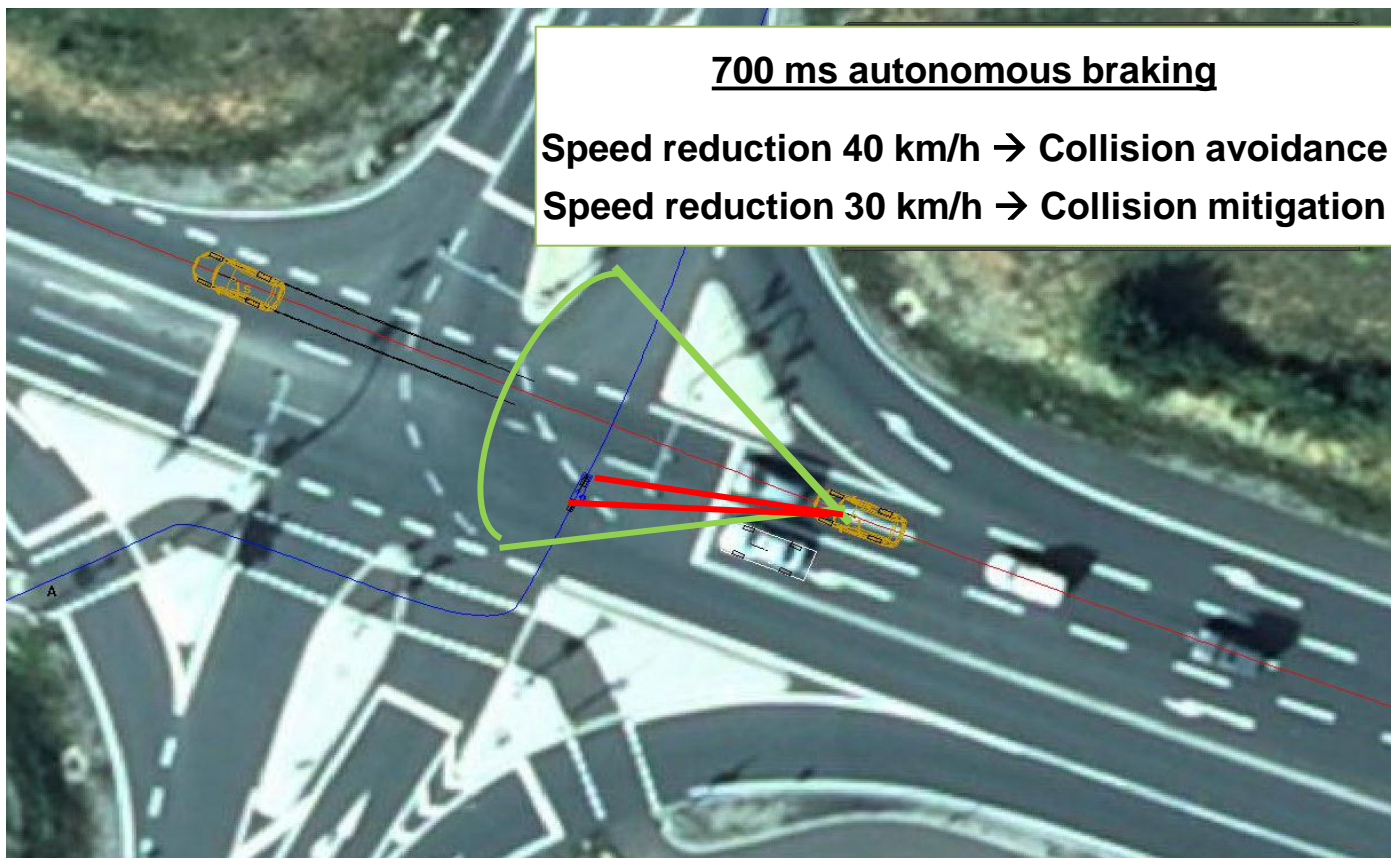 700 ms autonomous braking
Speed reduction 40 km/h → Collision avoidance
Speed reduction 30 km/h → Collision mitigation
A